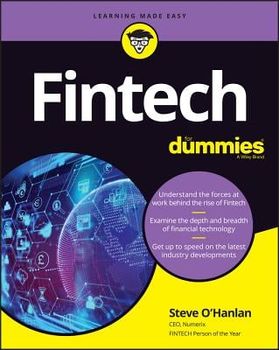 LEARNING MADE EASY
Fintech
for
dummies
A Wiley Brand
Understand the forces at
work behind the rise of Fintech
Examine the depth and breadth
of financial technology
Get up to speed on the latest
industry developments
Steve O'Hanlan
CEO, Numerix
FINTECH Person of the Year